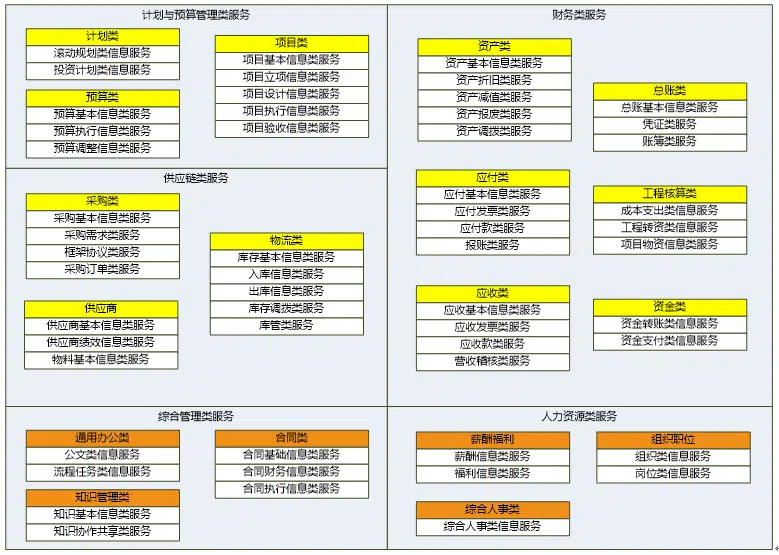 计划与预算管理类服务
计划类
滚动规划类信息服务
投资计划类信息服务
预算类
预算基本信息类服务
预算执行信息类服务
预算调整信息类服务
项目类
项目基本信息类服务
项目立项信息类服务
项目设计信息类服务
项目执行信息类服务
项目验收信息类服务
财务类服务
资产类
资产基本信息类服务
资产折旧类服务
资产减值类服务
资产报废类服务
资产调拨类服务
总账类
总账基本信息类服务
凭证类服务
账簿类服务
应付类
应付基本信息类服务
应付发票类服务
应付款类服务
报账类服务
工程核算类
成本支出类信息服务
工程转资类信息服务
项目物资信息类服务
应收类
应收基本信息类服务
应收发票类服务
应收款类服务
营收稽核类服务
资金类
资金转账类信息服务
资金支付类信息服务
供应链类服务
采购类
采购基本信息类服务
采购需求类服务
框架协议类服务
采购订单类服务
供应商
供应商基本信息类服务
供应商绩效信息类服务
物料基本信息类服务
物流类
库存基本信息类服务
入库信息类服务
出库信息类服务
库存调拨类服务
库管类服务
综合管理类服务
通用办公类
公文类信息服务
流程任务类信息服务
知识管理类
知识基本信息类服务
知识协作共享类服务
合同类
合同基础信息类服务
合同财务信息类服务
合同执行信息类服务
人力资源类服务
薪酬福利
薪酬信息类服务
福利信息类服务
组织职位
组织类信息服务
岗位类信息服务
综合人事类
综合人事类信息服务